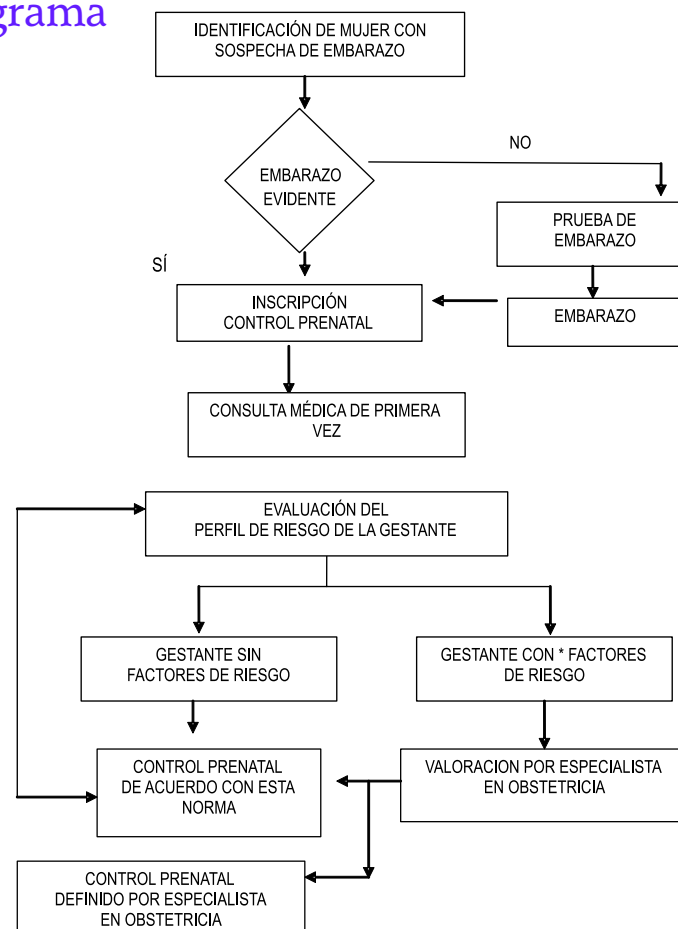 grama
IDENTIFICACIÓN DE MUJER CON
SOSPECHA DE EMBARAZO
NO
EMBARAZO
EVIDENTE
PRUEBA DE
EMBARAZO
SÍ
INSCRIPCIÓN
CONTROL PRENATAL
EMBARAZO
CONSULTA MÉDICA DE PRIMERA
VEZ
EVALUACIÓN DEL
PERFIL DE RIESGO DE LA GESTANTE
GESTANTE SIN
FACTORES DE RIESGO
GESTANTE CON * FACTORES
DE RIESGO
CONTROL PRENATAL
DE ACUERDO CON ESTA
NORMA
VALORACION POR ESPECIALISTA
EN OBSTETRICIA
CONTROL PRENATAL
DEFINIDO POR ESPECIALISTA
EN OBSTETRICIA